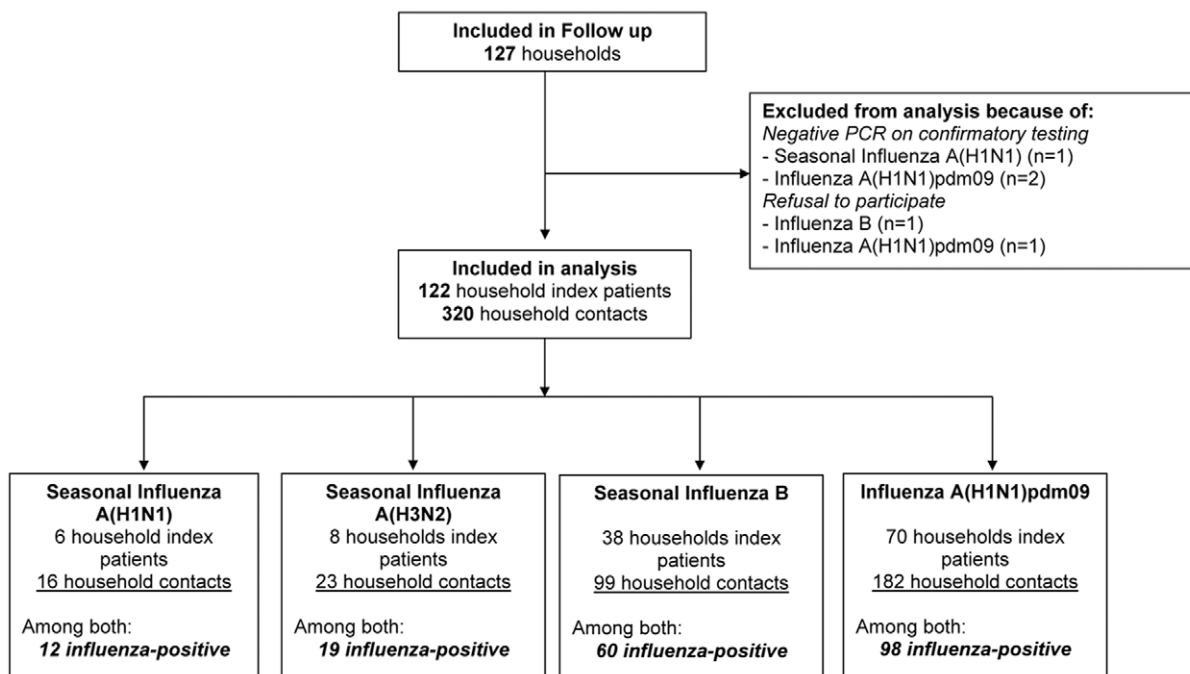 Included in Follow up
127 households
Excluded from analysis because of:
Negative PCR on confirmatory testing
- Seasonal Influenza A(H1N1) (n=1)
- Influenza A(H1N1)pdm09 (n=2)
Refusal to participate
- Influenza B (n=1)
- Influenza A(H1N1)pdm09 (n=1)
Included in analysis
122 household index patients
320 household contacts
Seasonal Influenza
A(H1N1)
6 household index
patients
16 household contacts
Among both:
12 influenza-positive
Seasonal Influenza
A(H3N2)
8 household index
patients
23 household contacts
Among both:
19 influenza-positive
Seasonal Influenza B
38 households index
patients
99 household contacts
Among both:
60 influenza-positive
Influenza A(H1N1)pdm09
70 households index
patients
182 household contacts
Among both:
98 influenza-positive